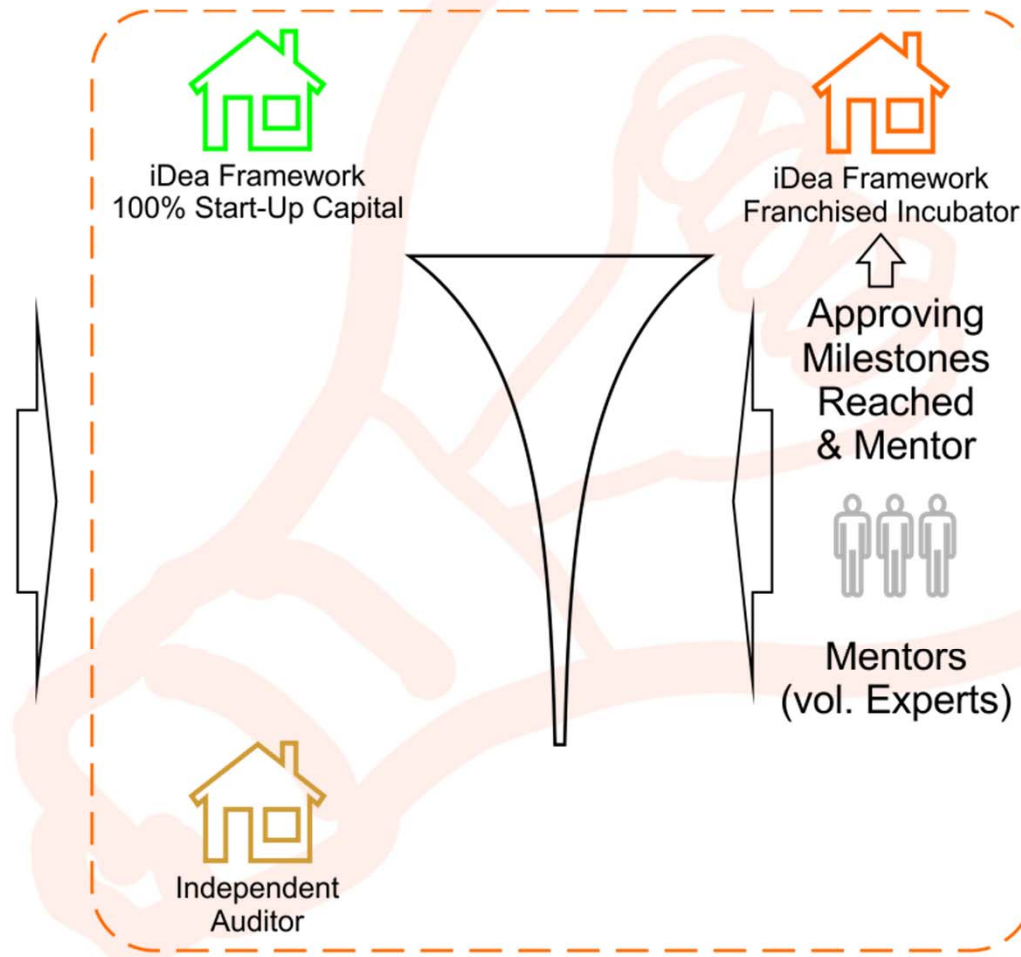 iDea Framework
100% Start-Up Capital
iDea Framework
Franchised Incubator
Approving
Milestones
Reached
& Mentor
Mentors
(vol. Experts)
Independent
Auditor